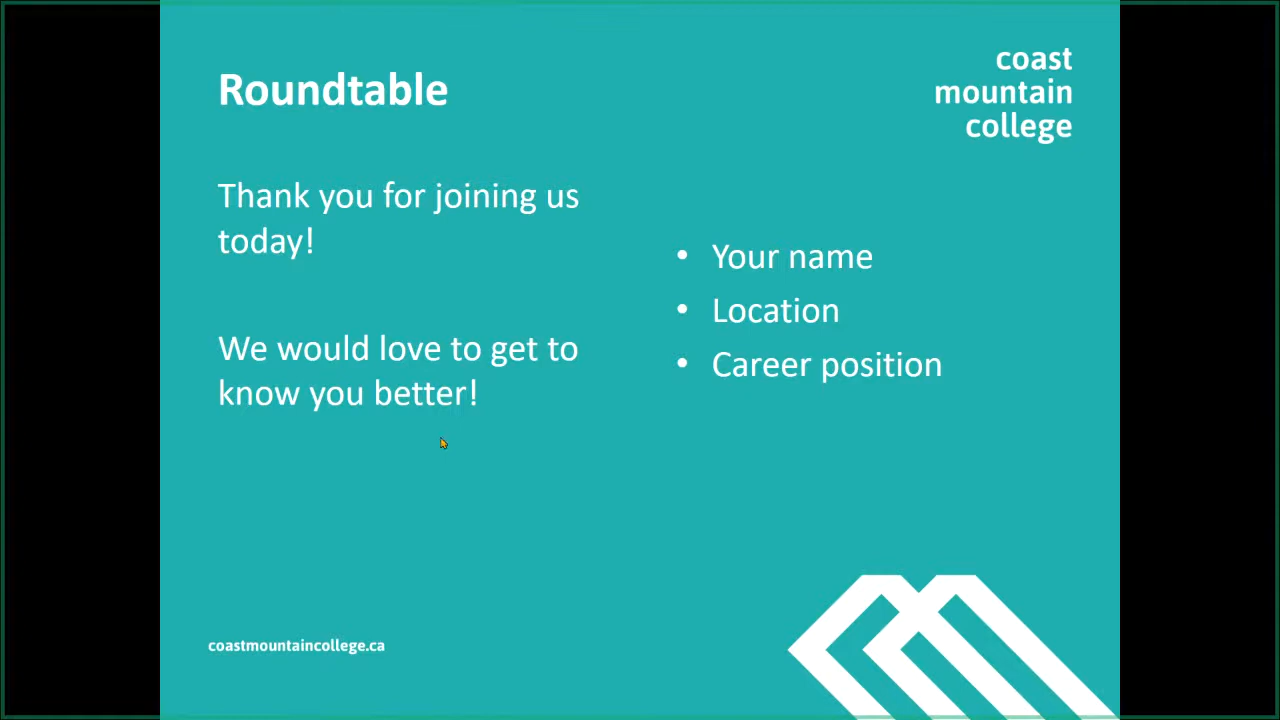 Roundtable
coast
mountain
college
Thank you for joining us
today!
We would love to get to
know you better!
• Your name
• Location
• Career position
coastmountaincollege.ca